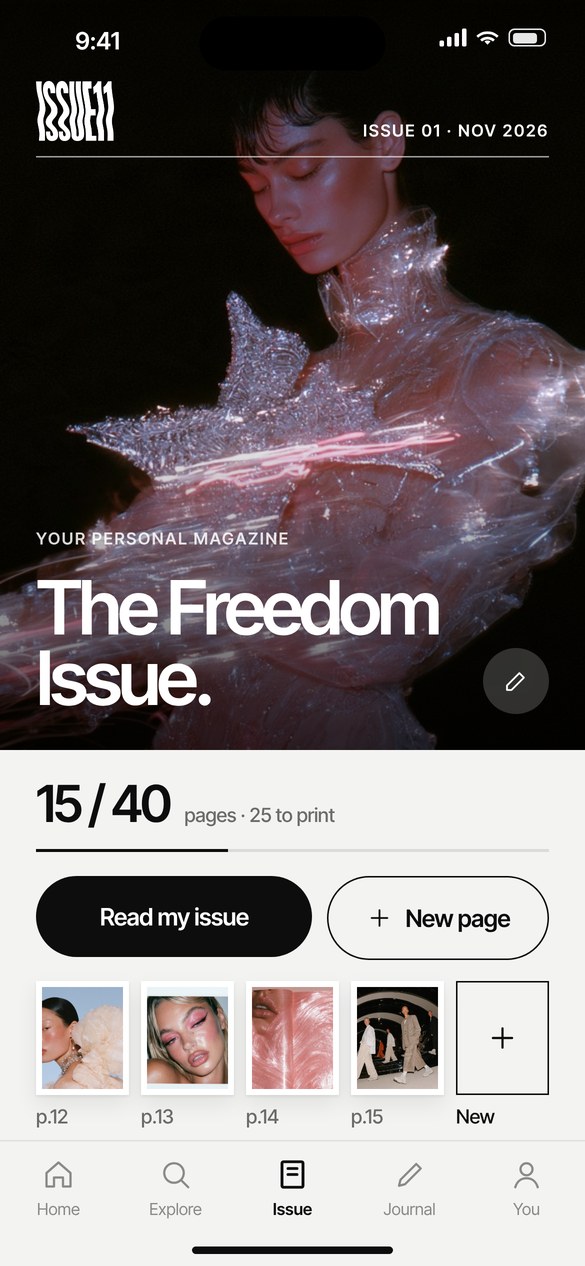 9:41
ISSUE11
ISSUE 01 · NOV 2026
YOUR PERSONAL MAGAZINE
The Freedom
Issue.
15 / 40 pages · 25 to print
Read my issue
+ New page
p.12
p.13
p.14
p.15
New
Home
Explore
Issue
Journal
You